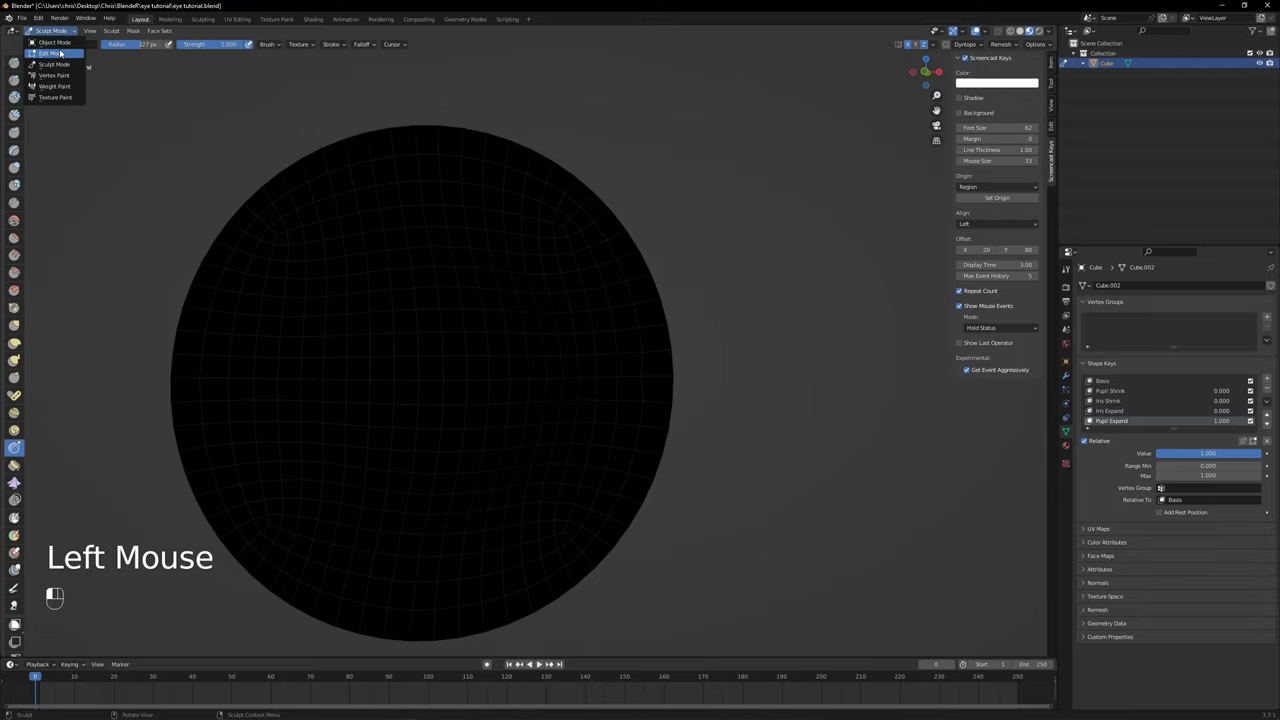 Blender* [C:\Users\chris\Desktop\Chris\BlendeR\eye tutorial\eye tutorial.blend]
File Edit Render Window Help Layout Modeling Sculpting UV Editing Texture Paint Shading Animation Rendering Compositing Geometry Nodes Scripting + Scene ViewLayer
Sculpt Mode View Sculpt Mask Face Sets
Radius 327 px Strength 1.000 Brush Texture Stroke Falloff Cursor X Y Z Dyntopo Remesh Options
Object Mode
Edit Mode
Sculpt Mode
Vertex Paint
Weight Paint
Texture Paint
Screencast Keys
Color:
Shadow
Background
Font Size 62
Margin 0
Line Thickness 1.00
Mouse Size 33
Origin:
Region
Set Origin
Align:
Left
Offset:
X 20 Y 80
Display Time 3.00
Max Event History 5
Repeat Count
Show Mouse Events
Mode:
Hold Status
Show Last Operator
Experimental:
Get Event Aggressively
Item
Tool
View
Edit
Screencast Keys
Scene Collection
Collection
Cube
Cube Cube.002
Cube.002
Vertex Groups
Shape Keys
Basis
Pupil Shrink 0.000
Iris Shrink 0.000
Iris Expand 0.000
Pupil Expand 1.000
Relative
Value 1.000
Range Min 0.000
Max 1.000
Vertex Group
Relative To Basis
Add Rest Position
UV Maps
Color Attributes
Face Maps
Attributes
Normals
Texture Space
Remesh
Geometry Data
Custom Properties
Left Mouse
Playback Keying View Marker 0 Start 1 End 250
0 10 20 30 40 50 60 70 80 90 100 110 120 130 140 150 160 170 180 190 200 210 220 230 240 250
Sculpt Rotate View Sculpt Context Menu 3.3.1